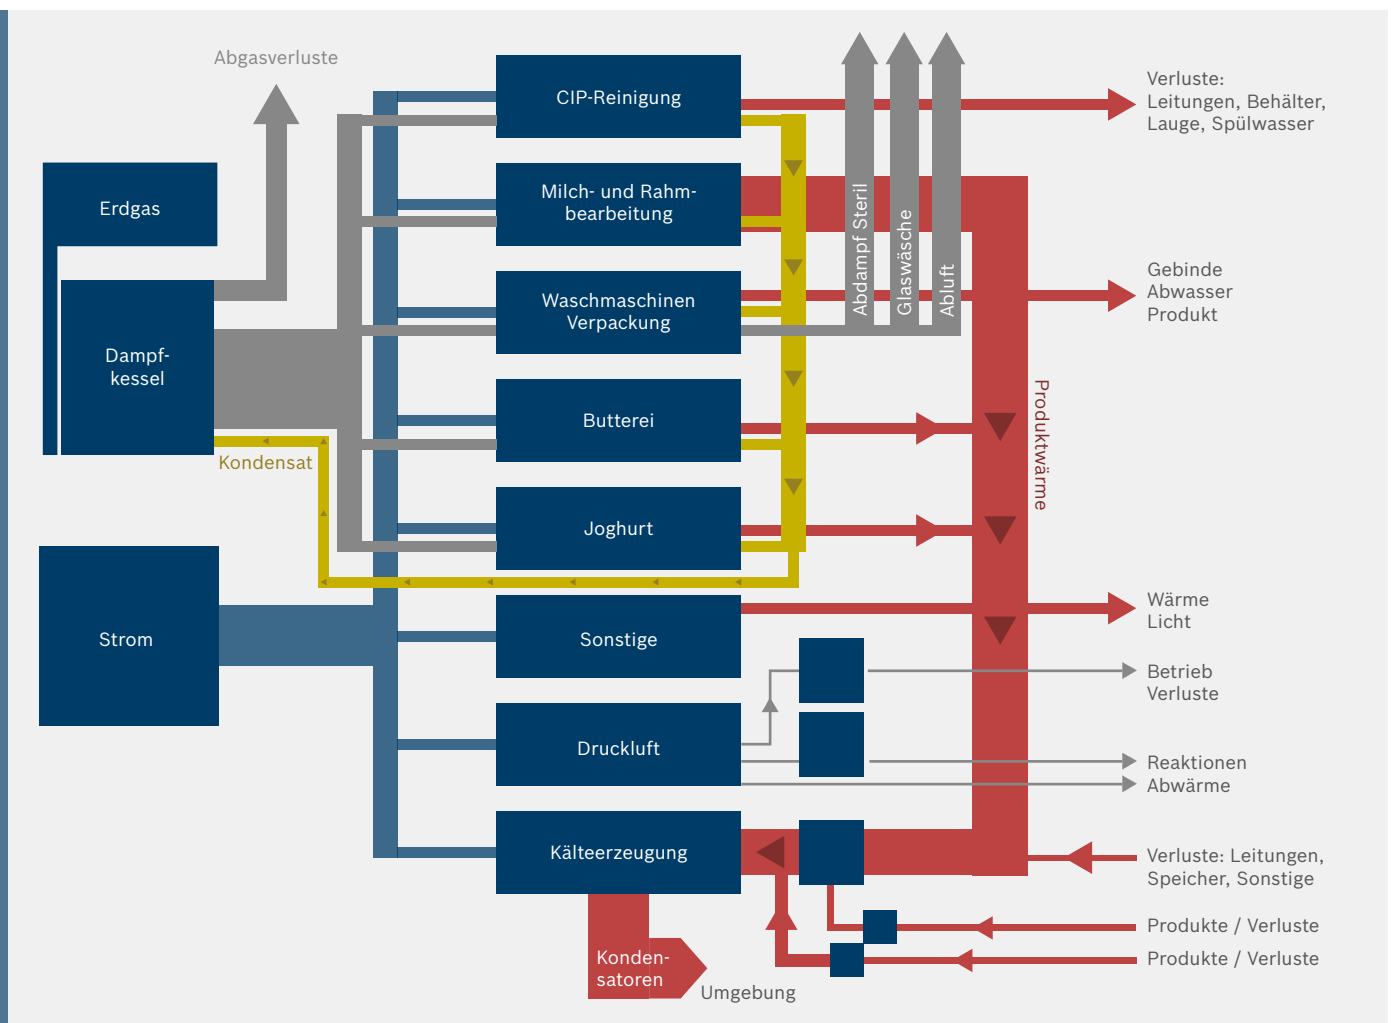 Abgasverluste
Erdgas
Dampf-
kessel
Kondensat
Strom
CIP-Reinigung
Milch- und Rahm-
bearbeitung
Waschmaschinen
Verpackung
Butterei
Joghurt
Sonstige
Druckluft
Kälteerzeugung
Konden-
satoren
Umgebung
Abdampf Steril
Glaswäsche
Abluft
Produktwärme
Verluste:
Leitungen, Behälter,
Lauge, Spülwasser
Gebinde
Abwasser
Produkt
Wärme
Licht
Betrieb
Verluste
Reaktionen
Abwärme
Verluste: Leitungen,
Speicher, Sonstige
Produkte / Verluste
Produkte / Verluste